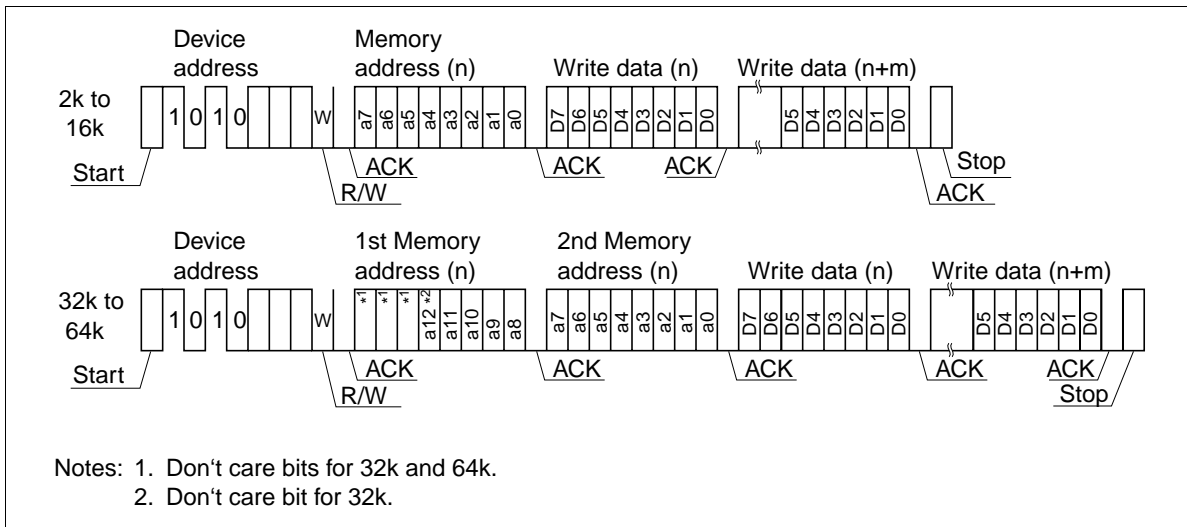 Device address
Memory address (n)
Write data (n)
Write data (n+m)
2k to 16k
1 0 1 0
W
a7 a6 a5 a4 a3 a2 a1 a0
D7 D6 D5 D4 D3 D2 D1 D0
D5 D4 D3 D2 D1 D0
Start
R/W
ACK
ACK
ACK
ACK
Stop
Device address
1st Memory address (n)
2nd Memory address (n)
Write data (n)
Write data (n+m)
32k to 64k
1 0 1 0
W
*1 *1 *1 a12*2 a11 a10 a9 a8
a7 a6 a5 a4 a3 a2 a1 a0
D7 D6 D5 D4 D3 D2 D1 D0
D5 D4 D3 D2 D1 D0
Start
R/W
ACK
ACK
ACK
ACK
ACK
Stop
Notes: 1. Don't care bits for 32k and 64k.
2. Don't care bit for 32k.